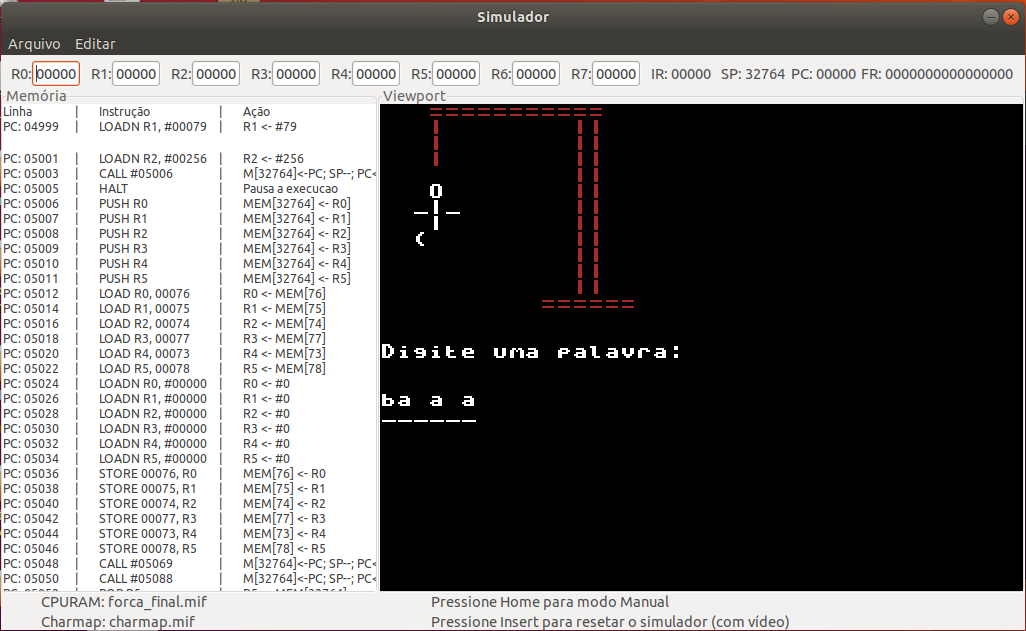 Simulador
Arquivo Editar
R0: 00000 R1: 00000 R2: 00000 R3: 00000 R4: 00000 R5: 00000 R6: 00000 R7: 00000 IR: 00000 SP: 32764 PC: 00000 FR: 0000000000000000
Memória
Linha | Instrução | Ação
PC: 04999 | LOADN R1, #00079 | R1 <- #79
PC: 05001 | LOADN R2, #00256 | R2 <- #256
PC: 05003 | CALL #05006 | M[32764]<-PC; SP--; PC<
PC: 05005 | HALT | Pausa a execucao
PC: 05006 | PUSH R0 | MEM[32764] <- R0]
PC: 05007 | PUSH R1 | MEM[32764] <- R1]
PC: 05008 | PUSH R2 | MEM[32764] <- R2]
PC: 05009 | PUSH R3 | MEM[32764] <- R3]
PC: 05010 | PUSH R4 | MEM[32764] <- R4]
PC: 05011 | PUSH R5 | MEM[32764] <- R5]
PC: 05012 | LOAD R0, 00076 | R0 <- MEM[76]
PC: 05014 | LOAD R1, 00075 | R1 <- MEM[75]
PC: 05016 | LOAD R2, 00074 | R2 <- MEM[74]
PC: 05018 | LOAD R3, 00077 | R3 <- MEM[77]
PC: 05020 | LOAD R4, 00073 | R4 <- MEM[73]
PC: 05022 | LOAD R5, 00078 | R5 <- MEM[78]
PC: 05024 | LOADN R0, #00000 | R0 <- #0
PC: 05026 | LOADN R1, #00000 | R1 <- #0
PC: 05028 | LOADN R2, #00000 | R2 <- #0
PC: 05030 | LOADN R3, #00000 | R3 <- #0
PC: 05032 | LOADN R4, #00000 | R4 <- #0
PC: 05034 | LOADN R5, #00000 | R5 <- #0
PC: 05036 | STORE 00076, R0 | MEM[76] <- R0
PC: 05038 | STORE 00075, R1 | MEM[75] <- R1
PC: 05040 | STORE 00074, R2 | MEM[74] <- R2
PC: 05042 | STORE 00077, R3 | MEM[77] <- R3
PC: 05044 | STORE 00073, R4 | MEM[73] <- R4
PC: 05046 | STORE 00078, R5 | MEM[78] <- R5
PC: 05048 | CALL #05069 | M[32764]<-PC; SP--; PC<
PC: 05050 | CALL #05088 | M[32764]<-PC; SP--; PC<
Viewport
Digite uma palavra:
ba a a
------
CPURAM: forca_final.mif
Charmap: charmap.mif
Pressione Home para modo Manual
Pressione Insert para resetar o simulador (com vídeo)